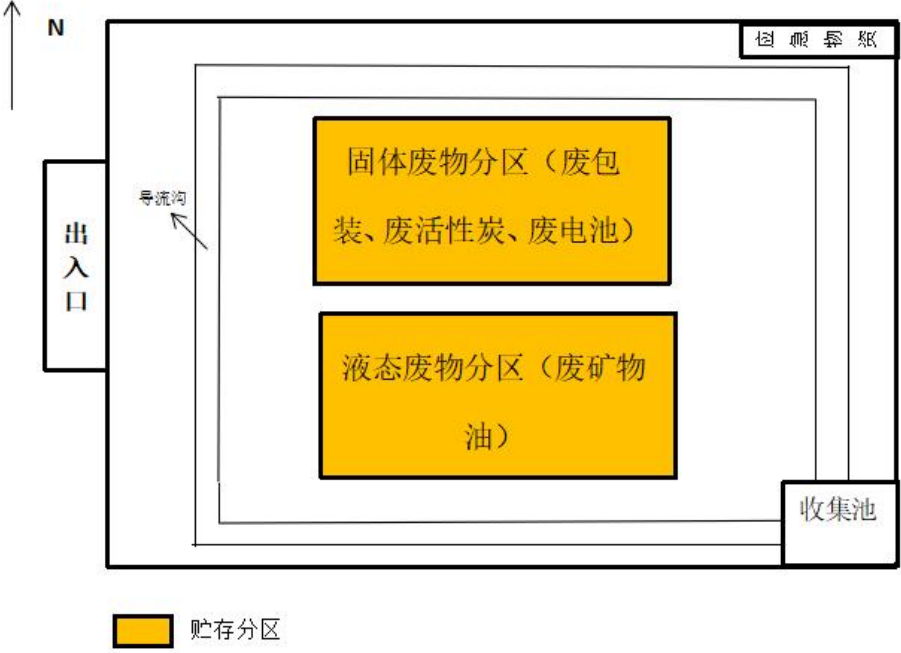 N
导流沟
出
入
口
固体废物分区（废包
装、废活性炭、废电池）
液态废物分区（废矿物
油）
收集池
贮存分区